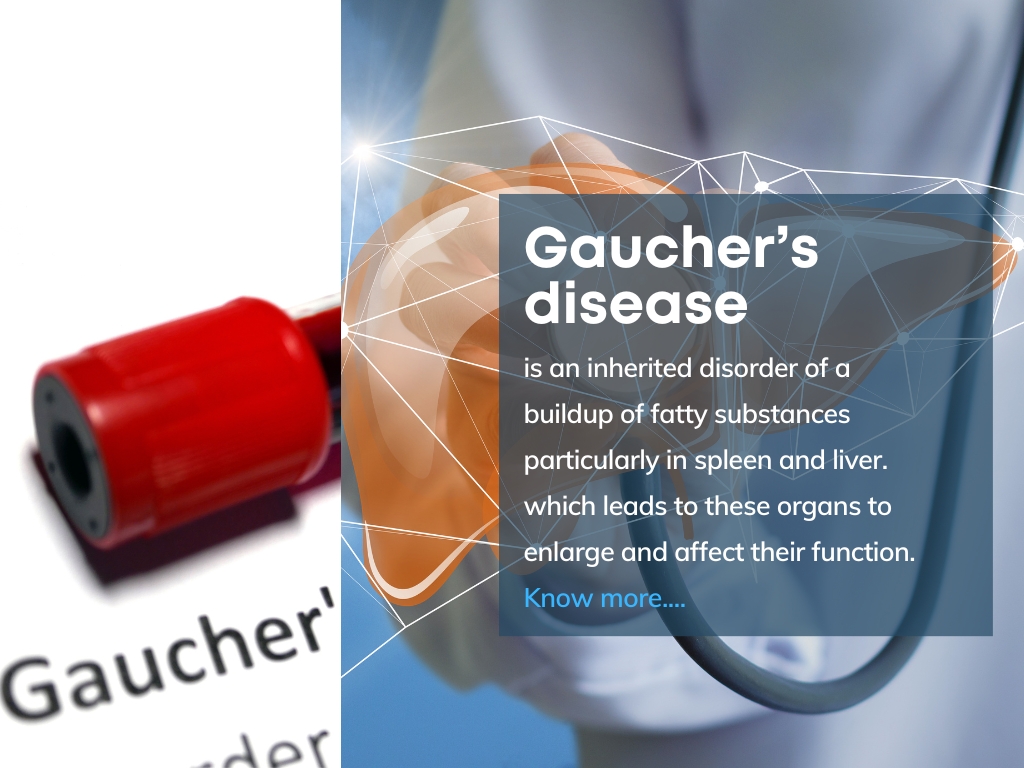 Gaucher’s
disease
is an inherited disorder of a
buildup of fatty substances
particularly in spleen and liver.
which leads to these organs to
enlarge and affect their function.
Know more....
Gaucher'
rder